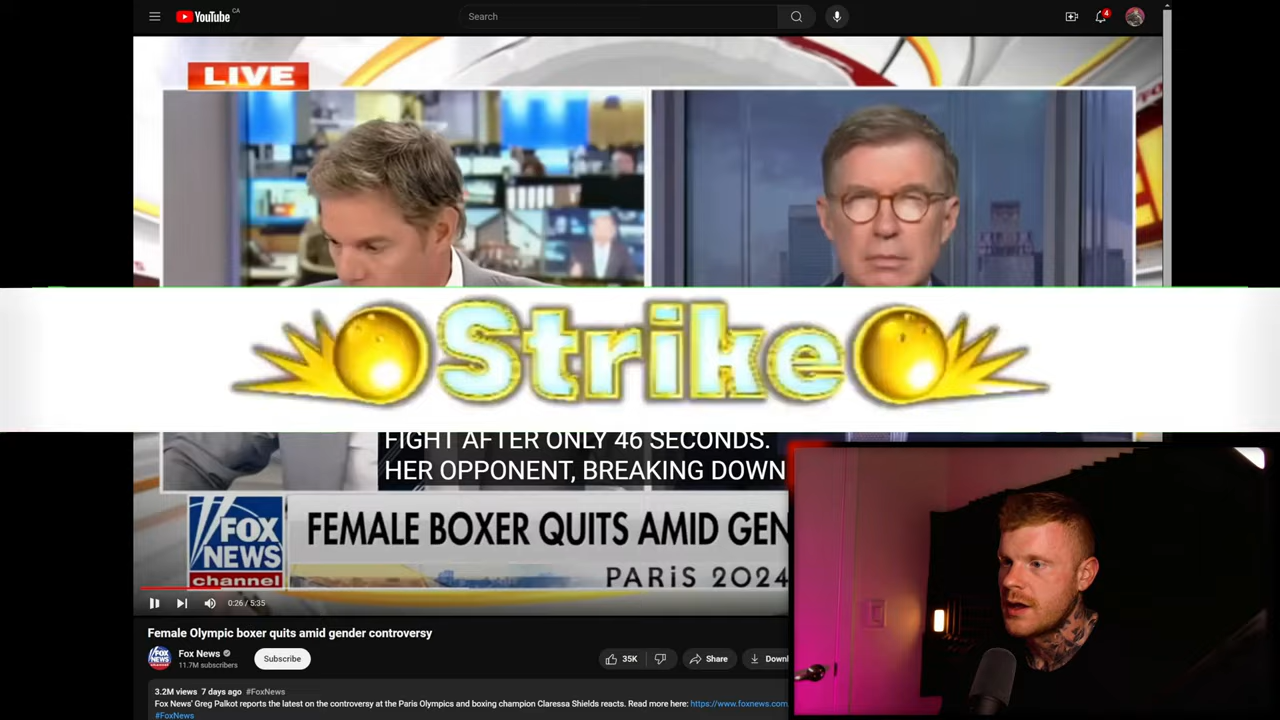 YouTube CA
Search
4
LIVE
Strike
FIGHT AFTER ONLY 46 SECONDS.
HER OPPONENT, BREAKING DOWN
FOX
NEWS
channel
FEMALE BOXER QUITS AMID GEN
PARiS 2024
0:26 / 5:35
Female Olympic boxer quits amid gender controversy
Fox News
11.7M subscribers
Subscribe
35K
Share
Downl
3.2M views 7 days ago #FoxNews
Fox News' Greg Palkot reports the latest on the controversy at the Paris Olympics and boxing champion Claressa Shields reacts. Read more here: https://www.foxnews.com
#FoxNews